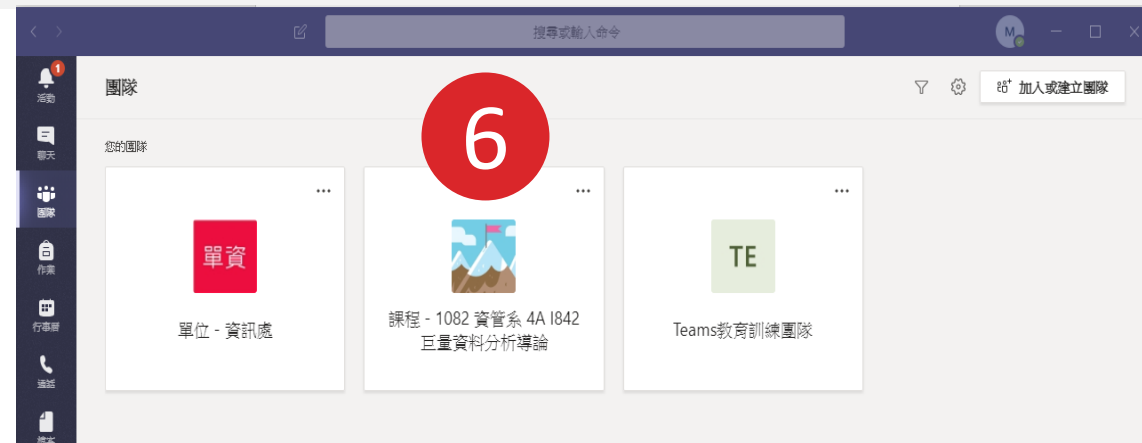 搜尋或輸入命令
M
1
活動
團隊
加入或建立團隊
6
聊天
您的團隊
團隊
單資
TE
作業
單位 - 資訊處
課程 - 1082 資管系 4A I842
巨量資料分析導論
Teams教育訓練團隊
行事曆
通話
檔案